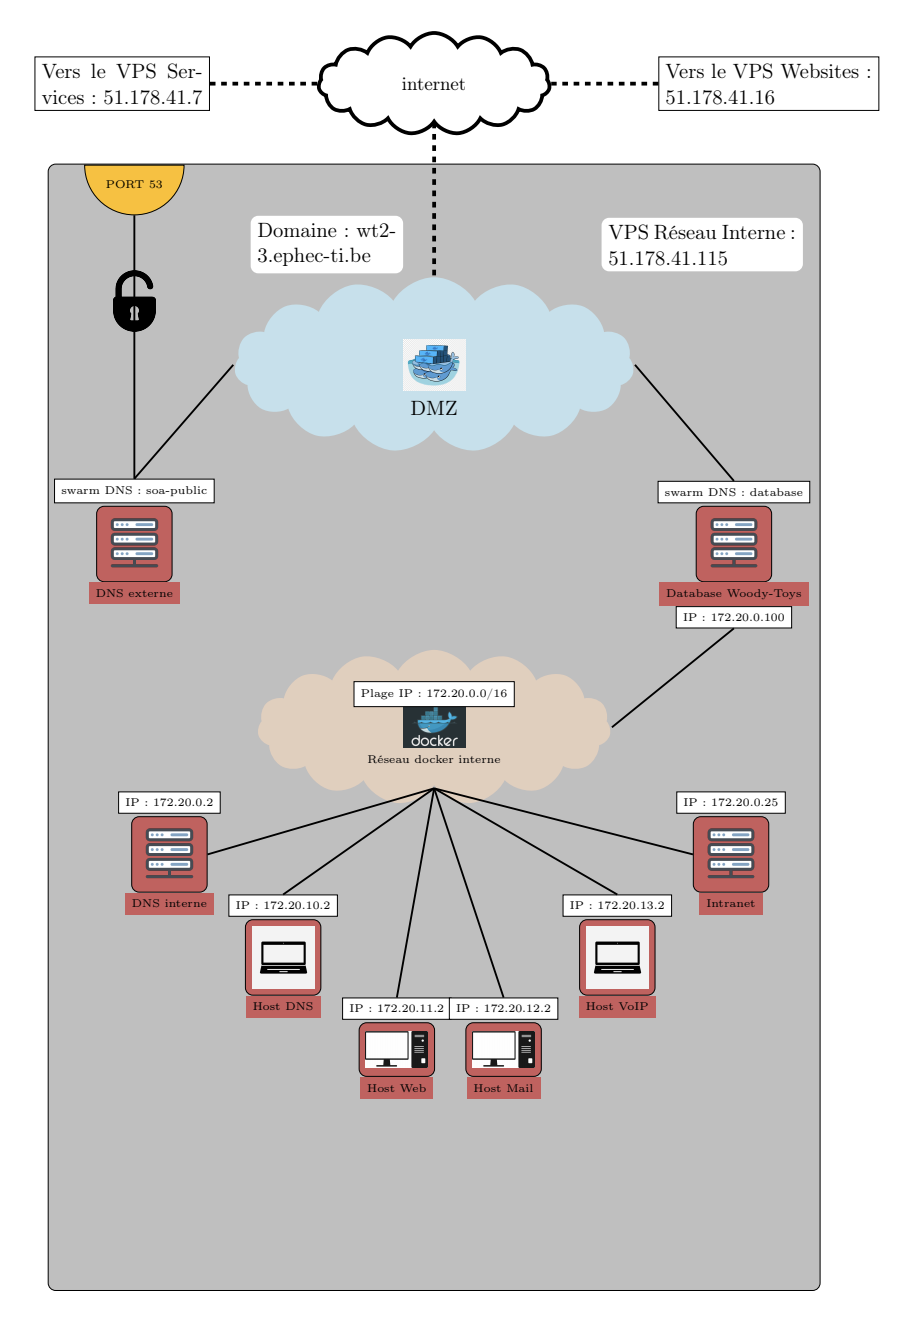 Vers le VPS Ser-
vices : 51.178.41.7
internet
Vers le VPS Websites :
51.178.41.16
PORT 53
Domaine : wt2-
3.ephec-ti.be
VPS Réseau Interne :
51.178.41.115
DMZ
swarm DNS : soa-public
swarm DNS : database
DNS externe
Database Woody-Toys
IP : 172.20.0.100
Plage IP : 172.20.0.0/16
docker
Réseau docker interne
IP : 172.20.0.2
IP : 172.20.0.25
DNS interne
Intranet
IP : 172.20.10.2
IP : 172.20.13.2
Host DNS
Host VoIP
IP : 172.20.11.2
IP : 172.20.12.2
Host Web
Host Mail